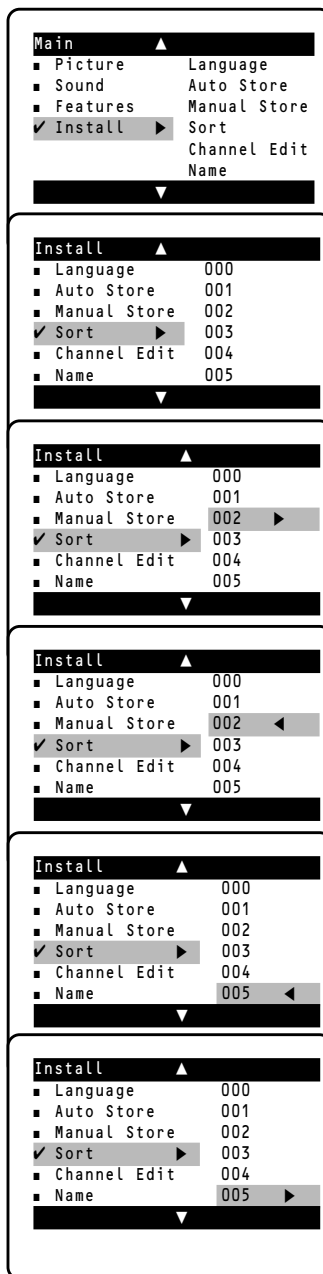 Main ▲
▪ Picture Language
▪ Sound Auto Store
▪ Features Manual Store
✔ Install ▶ Sort
Channel Edit
Name
▼
Install ▲
▪ Language 000
▪ Auto Store 001
▪ Manual Store 002
✔ Sort ▶ 003
▪ Channel Edit 004
▪ Name 005
▼
Install ▲
▪ Language 000
▪ Auto Store 001
▪ Manual Store 002 ▶
✔ Sort ▶ 003
▪ Channel Edit 004
▪ Name 005
▼
Install ▲
▪ Language 000
▪ Auto Store 001
▪ Manual Store 002 ◀
✔ Sort ▶ 003
▪ Channel Edit 004
▪ Name 005
▼
Install ▲
▪ Language 000
▪ Auto Store 001
▪ Manual Store 002
✔ Sort ▶ 003
▪ Channel Edit 004
▪ Name 005 ◀
▼
Install ▲
▪ Language 000
▪ Auto Store 001
▪ Manual Store 002
✔ Sort ▶ 003
▪ Channel Edit 004
▪ Name 005 ▶
▼